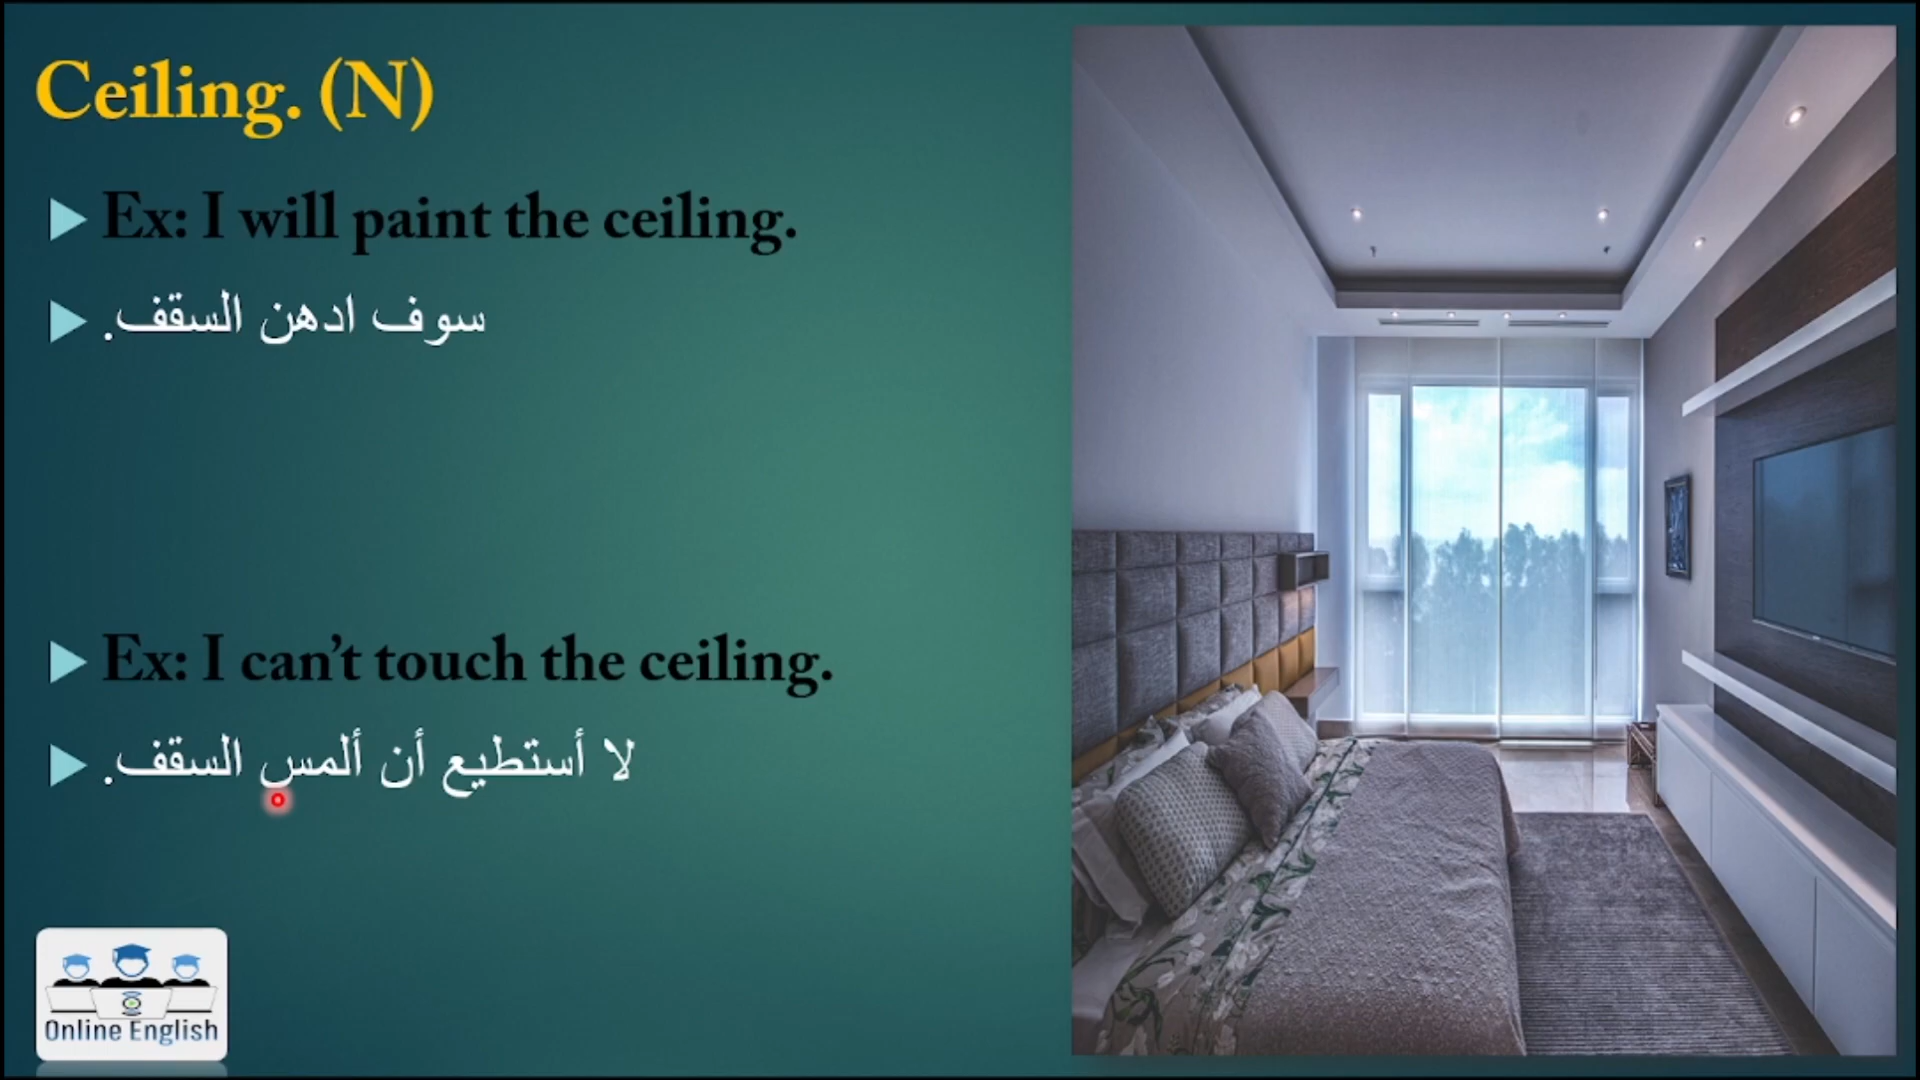 Ceiling. (N)
Ex: I will paint the ceiling.
سوف ادهن السقف.
Ex: I can’t touch the ceiling.
لا أستطيع أن ألمس السقف.
Online English